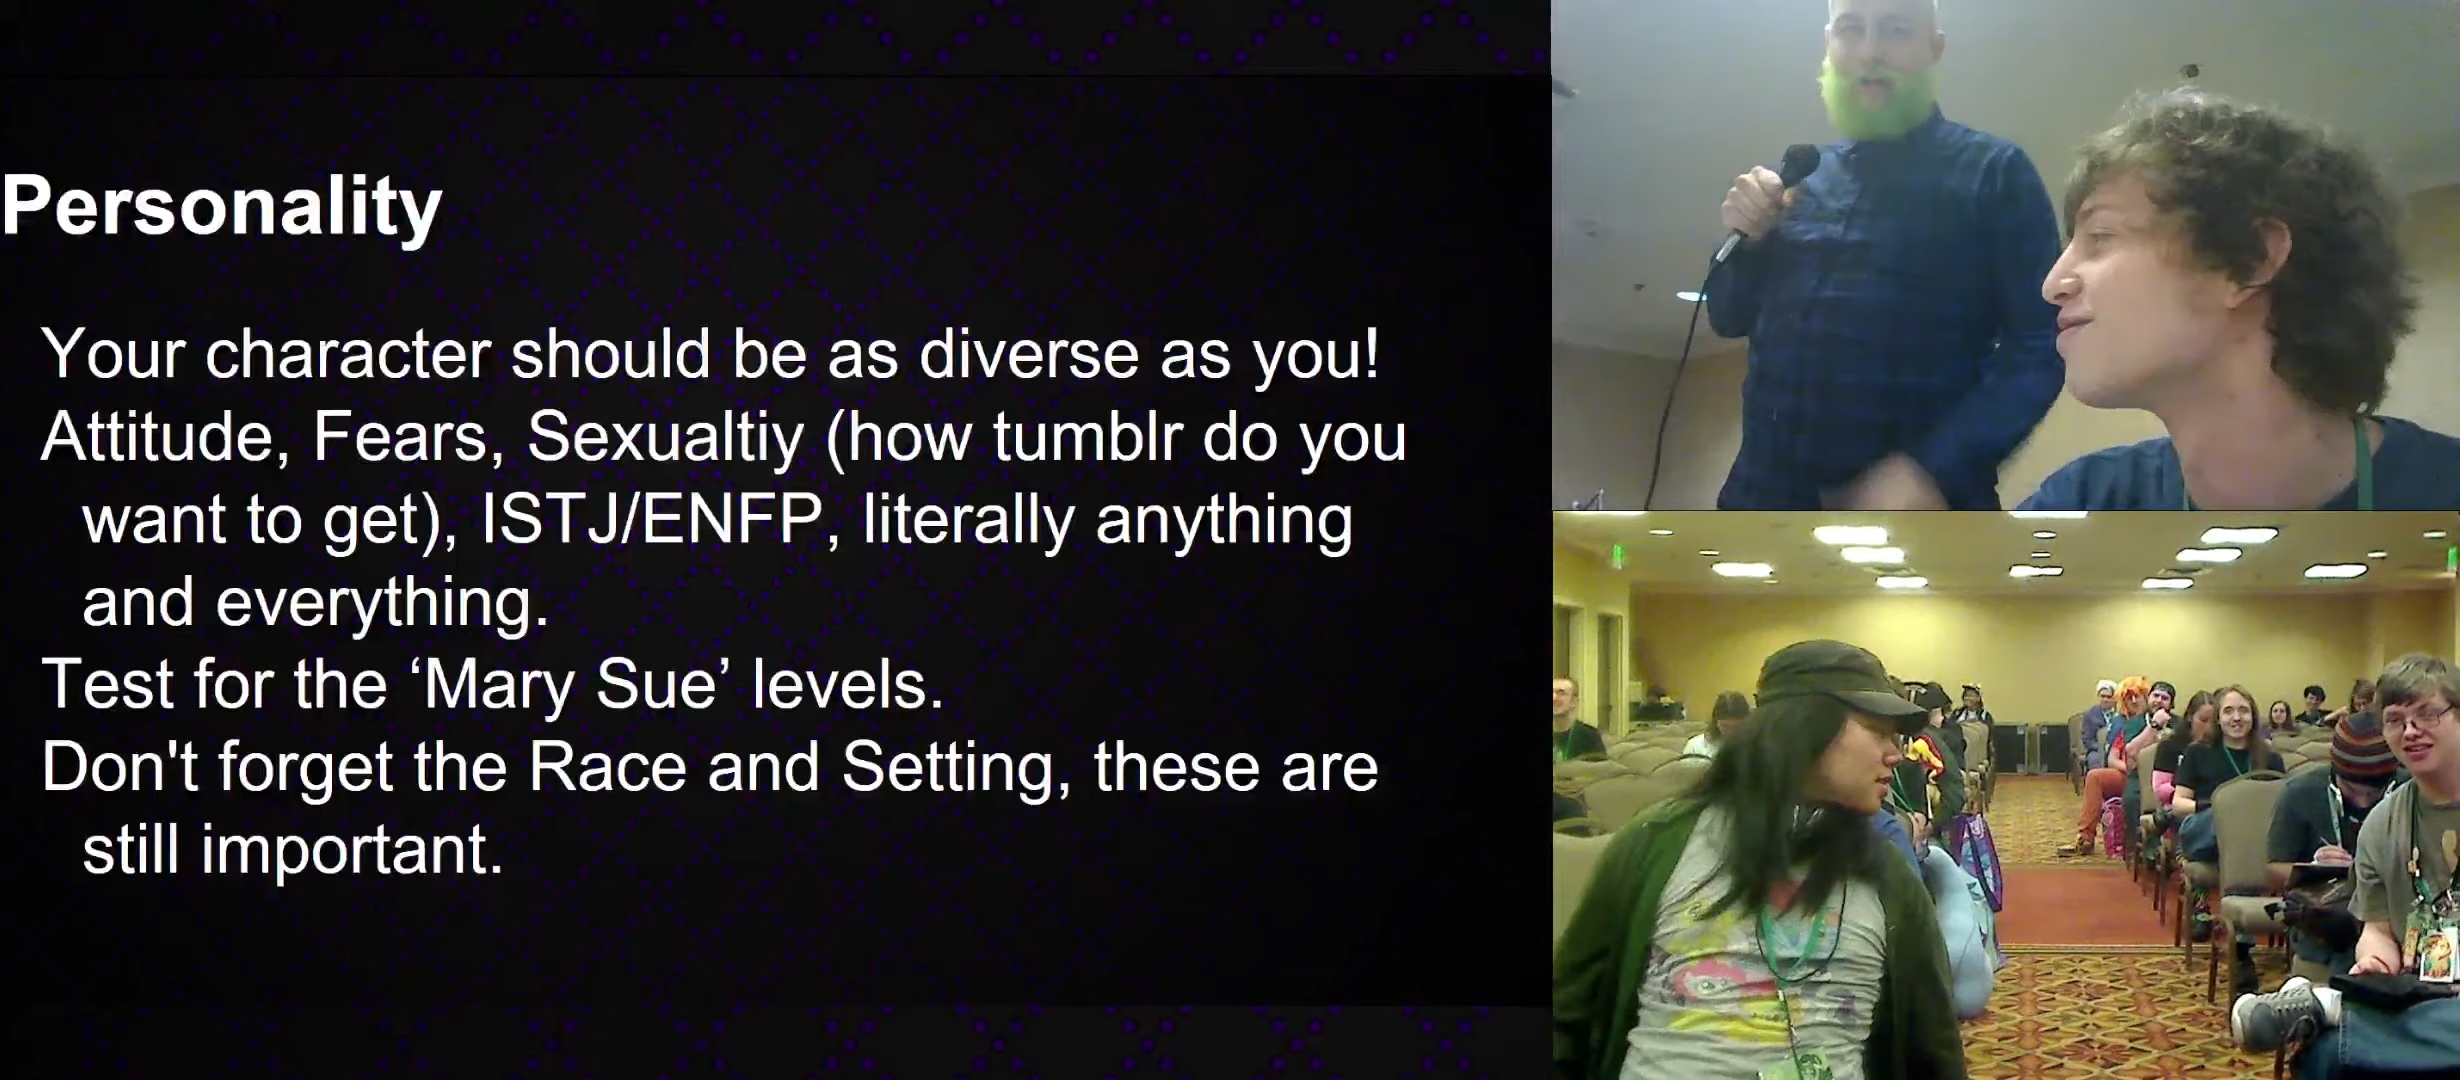 Personality
Your character should be as diverse as you!
Attitude, Fears, Sexualtiy (how tumblr do you
want to get), ISTJ/ENFP, literally anything
and everything.
Test for the ‘Mary Sue’ levels.
Don't forget the Race and Setting, these are
still important.